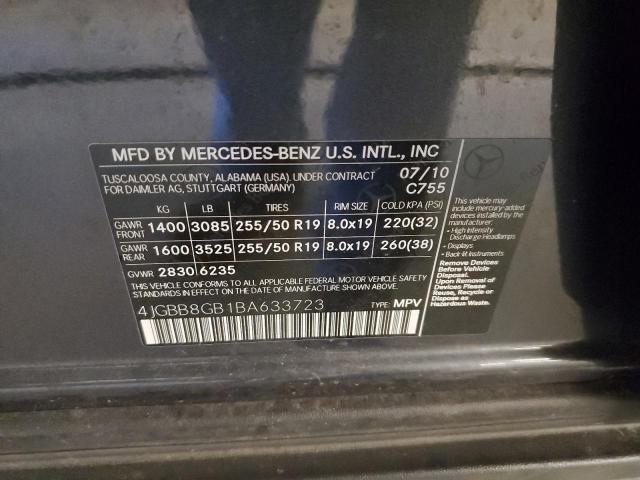 MFD BY MERCEDES-BENZ U.S. INTL., INC
TUSCALOOSA COUNTY, ALABAMA (USA). UNDER CONTRACT
FOR DAIMLER AG, STUTTGART (GERMANY)
07/10
C755
KG LB TIRES RIM SIZE COLD KPA (PSI)
GAWR FRONT 1400 3085 255/50 R19 8.0x19 220(32)
GAWR REAR 1600 3525 255/50 R19 8.0x19 260(38)
GVWR 2830 6235
THIS VEHICLE CONFORMS TO ALL APPLICABLE FEDERAL MOTOR VEHICLE SAFETY
STANDARDS IN EFFECT ON THE DATE OF MANUFACTURE SHOWN ABOVE.
4JGBB8GB1BA633723
TYPE: MPV
This vehicle may
include mercury-added
devices installed by the
manufacturer:
• High Intensity
Discharge Headlamps
• Displays
• Back lit instruments
Remove Devices
Before Vehicle
Disposal.
Upon Removal of
Devices Please
Reuse, Recycle or
Dispose as
Hazardous Waste.